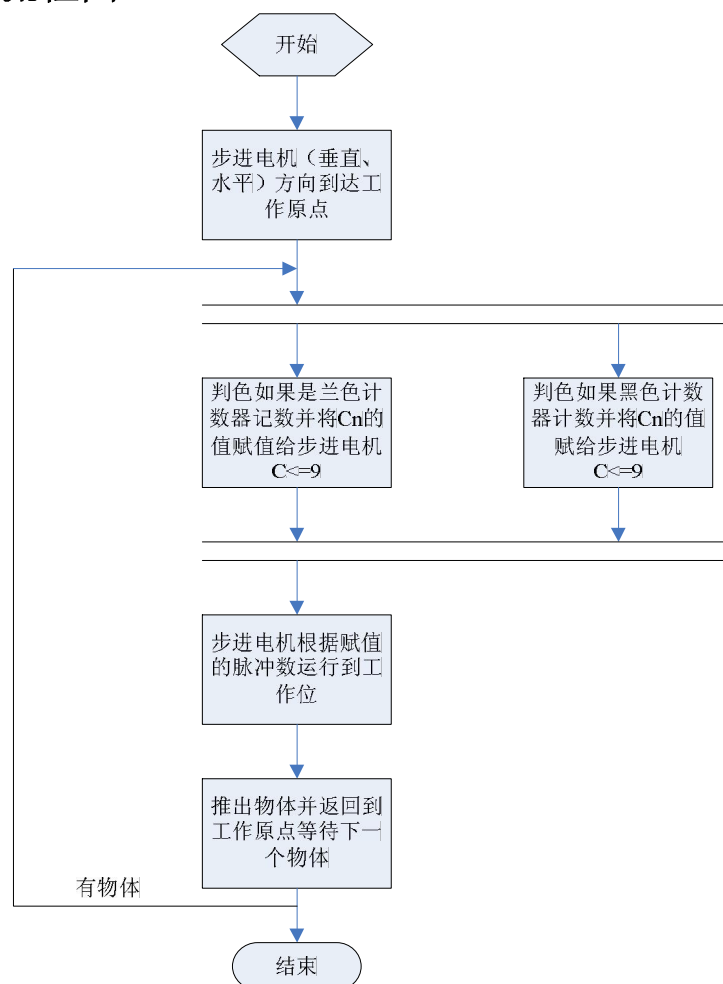 开始
步进电机（垂直、
水平）方向到达工
作原点
判色如果是兰色计
数器记数并将Cn的
值赋值给步进电机
C<=9
判色如果黑色计数
器计数并将Cn的值
赋给步进电机
C<=9
步进电机根据赋值
的脉冲数运行到工
作位
推出物体并返回到
工作原点等待下一
个物体
有物体
结束